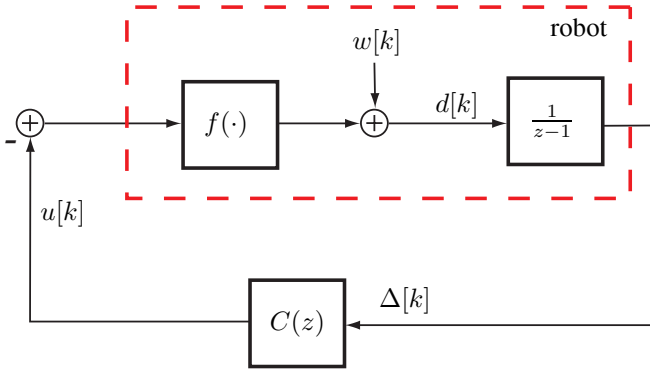 robot
w[k]
+
f(·)
+
d[k]
1/(z−1)
-
u[k]
C(z)
Δ[k]